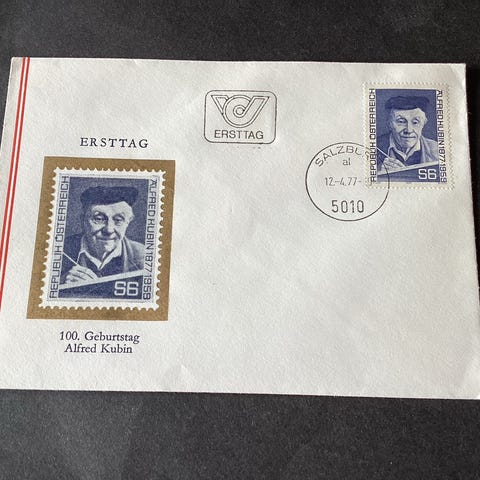 ERSTTAG
ERSTTAG
REPUBLIK ÖSTERREICH
ALFRED KUBIN 1877 1959
S6
SALZBU
al
12.-4.77-
5010
REPUBLIK ÖSTERREICH
ALFRED KUBIN 1877 1959
S6
100. Geburtstag
Alfred Kubin